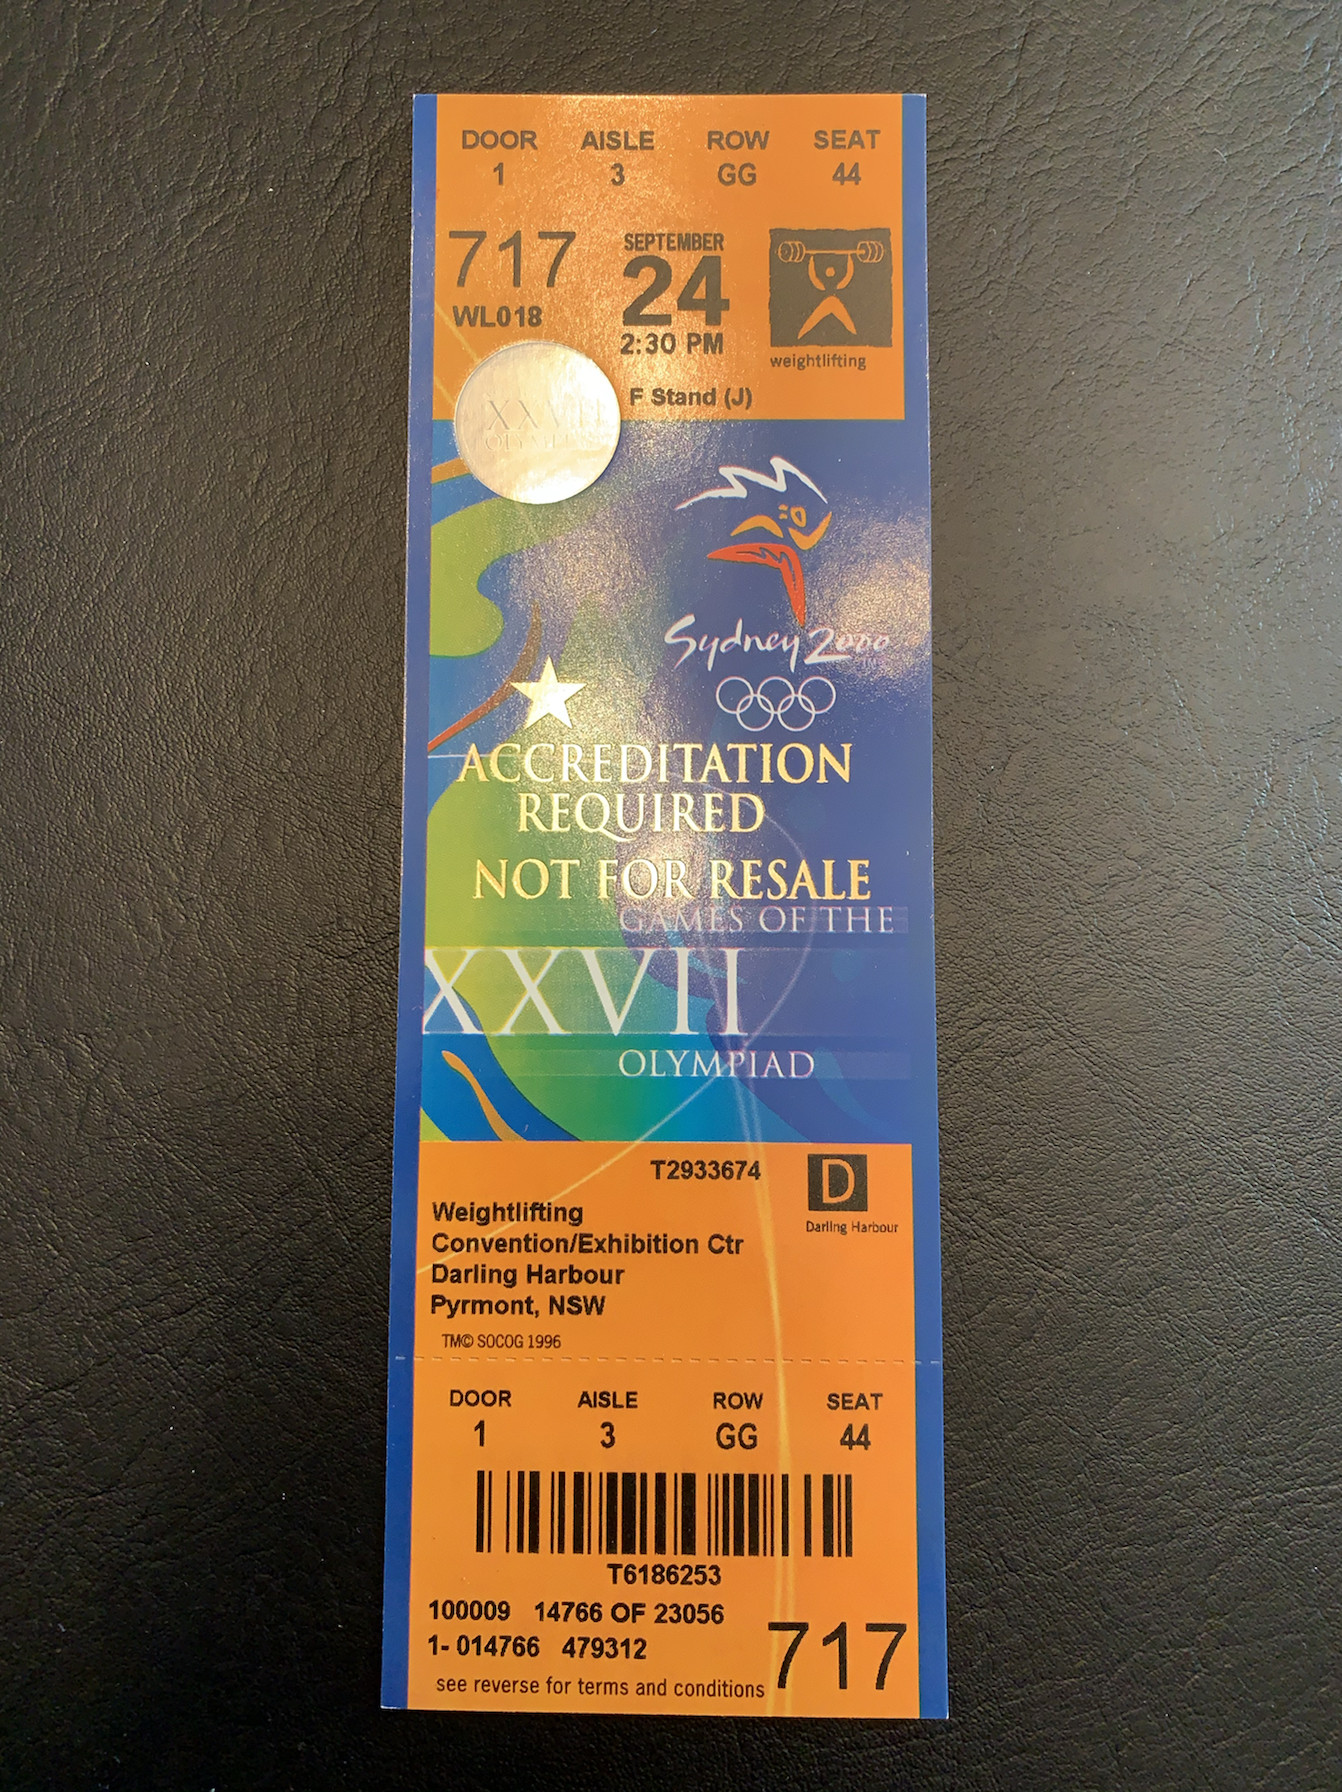 DOOR AISLE ROW SEAT
1 3 GG 44
717
WL018
SEPTEMBER
24
2:30 PM
weightlifting
F Stand (J)
XXVII
Sydney 2000
ACCREDITATION
REQUIRED
NOT FOR RESALE
GAMES OF THE
XXVII
OLYMPIAD
T2933674
D
Darling Harbour
Weightlifting
Convention/Exhibition Ctr
Darling Harbour
Pyrmont, NSW
TM© SOCOG 1996
DOOR AISLE ROW SEAT
1 3 GG 44
T6186253
100009 14766 OF 23056
1- 014766 479312
717
see reverse for terms and conditions